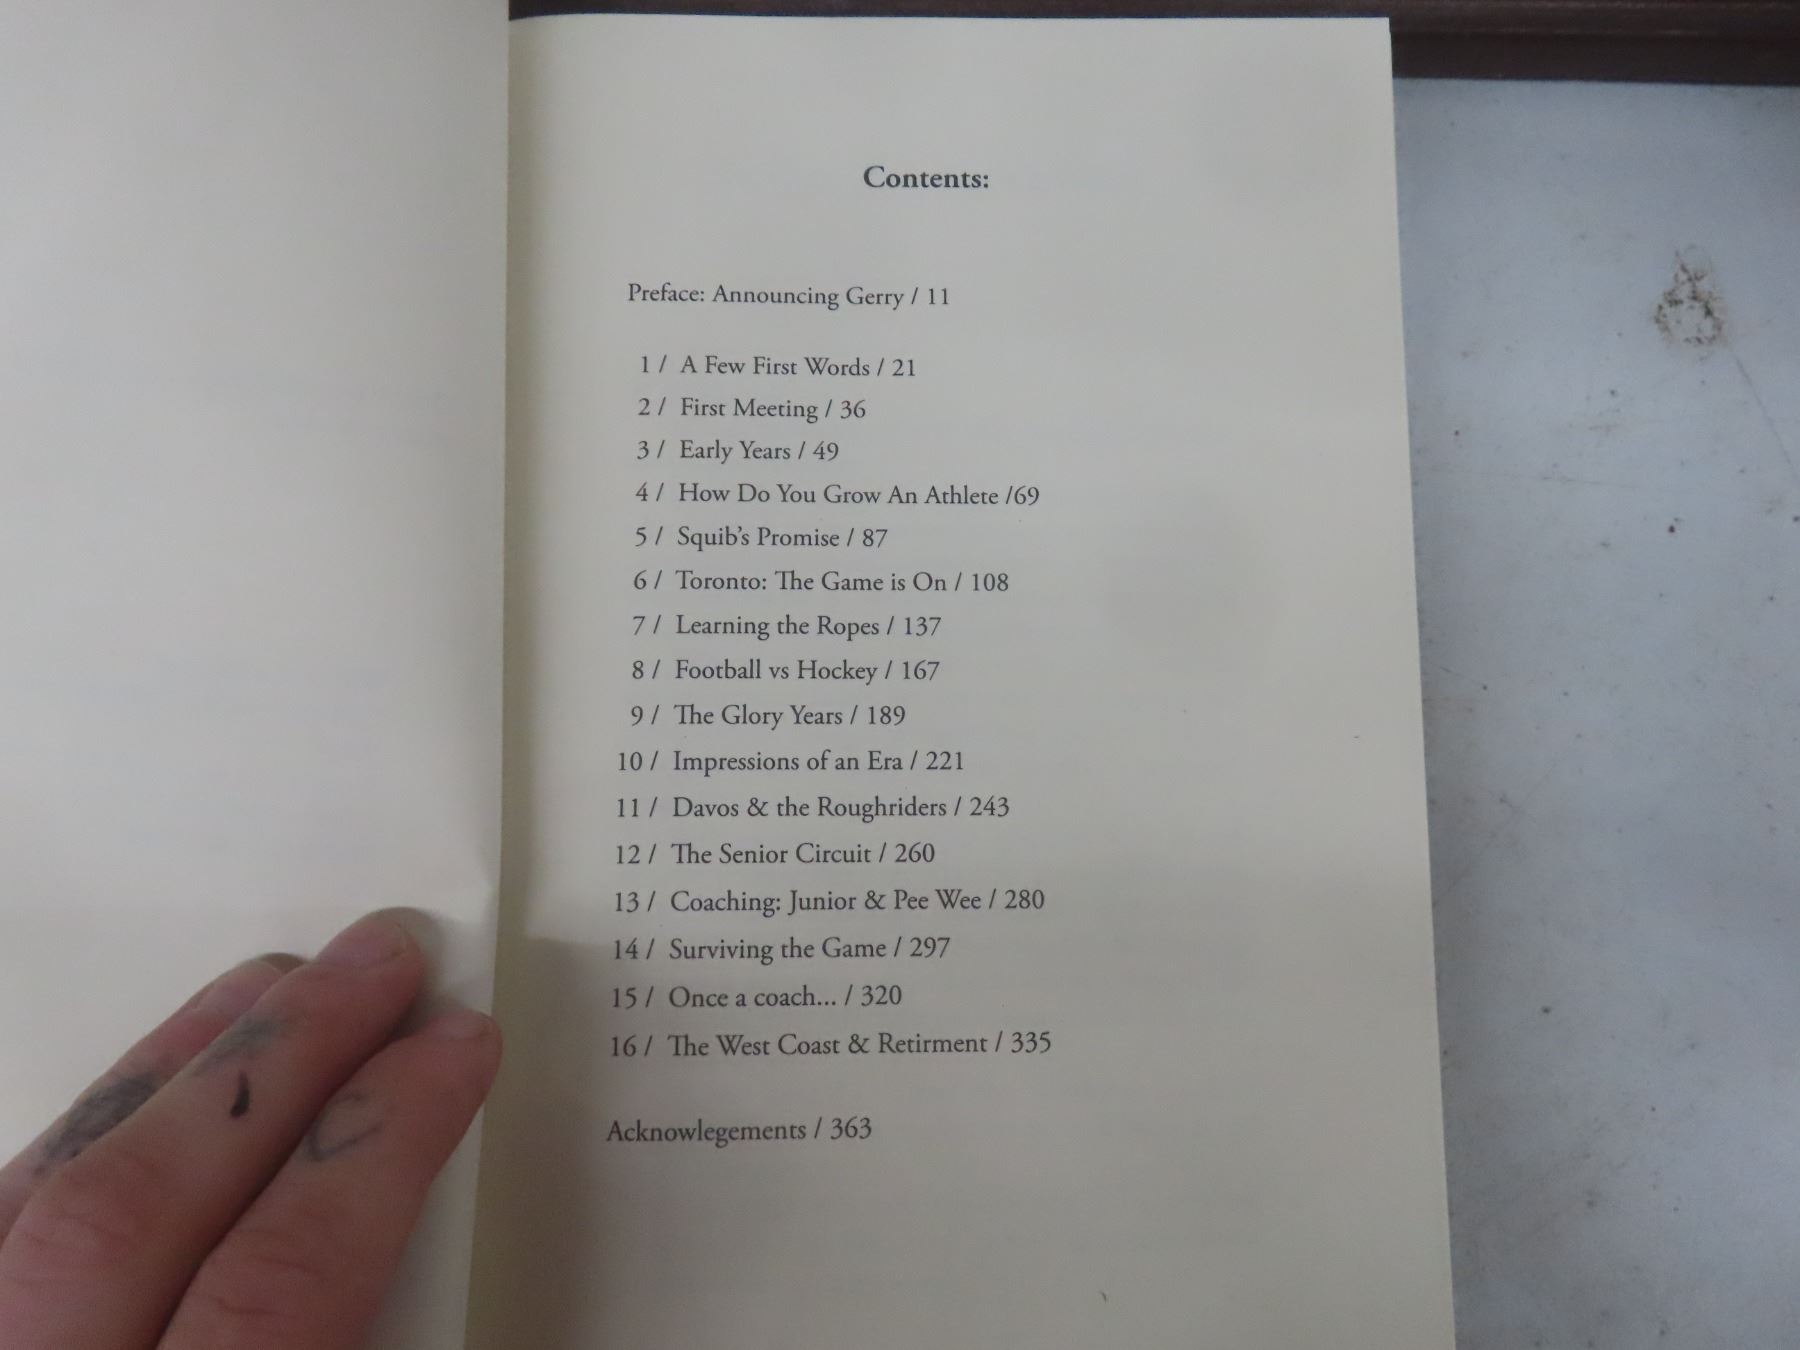 Contents:
Preface: Announcing Gerry / 11
1 / A Few First Words / 21
2 / First Meeting / 36
3 / Early Years / 49
4 / How Do You Grow An Athlete /69
5 / Squib's Promise / 87
6 / Toronto: The Game is On / 108
7 / Learning the Ropes / 137
8 / Football vs Hockey / 167
9 / The Glory Years / 189
10 / Impressions of an Era / 221
11 / Davos & the Roughriders / 243
12 / The Senior Circuit / 260
13 / Coaching: Junior & Pee Wee / 280
14 / Surviving the Game / 297
15 / Once a coach... / 320
16 / The West Coast & Retirment / 335
Acknowlegements / 363